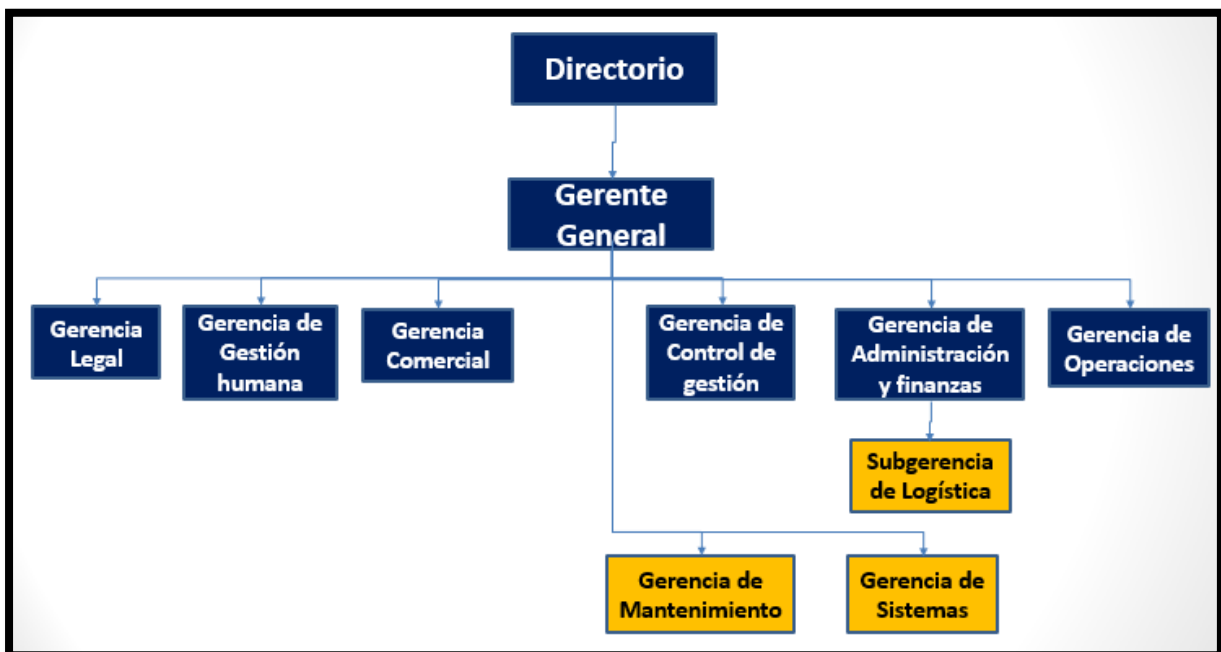 Directorio
Gerente
General
Gerencia
Legal
Gerencia de
Gestión
humana
Gerencia
Comercial
Gerencia de
Control de
gestión
Gerencia de
Administración
y finanzas
Gerencia de
Operaciones
Subgerencia
de Logística
Gerencia de
Mantenimiento
Gerencia de
Sistemas